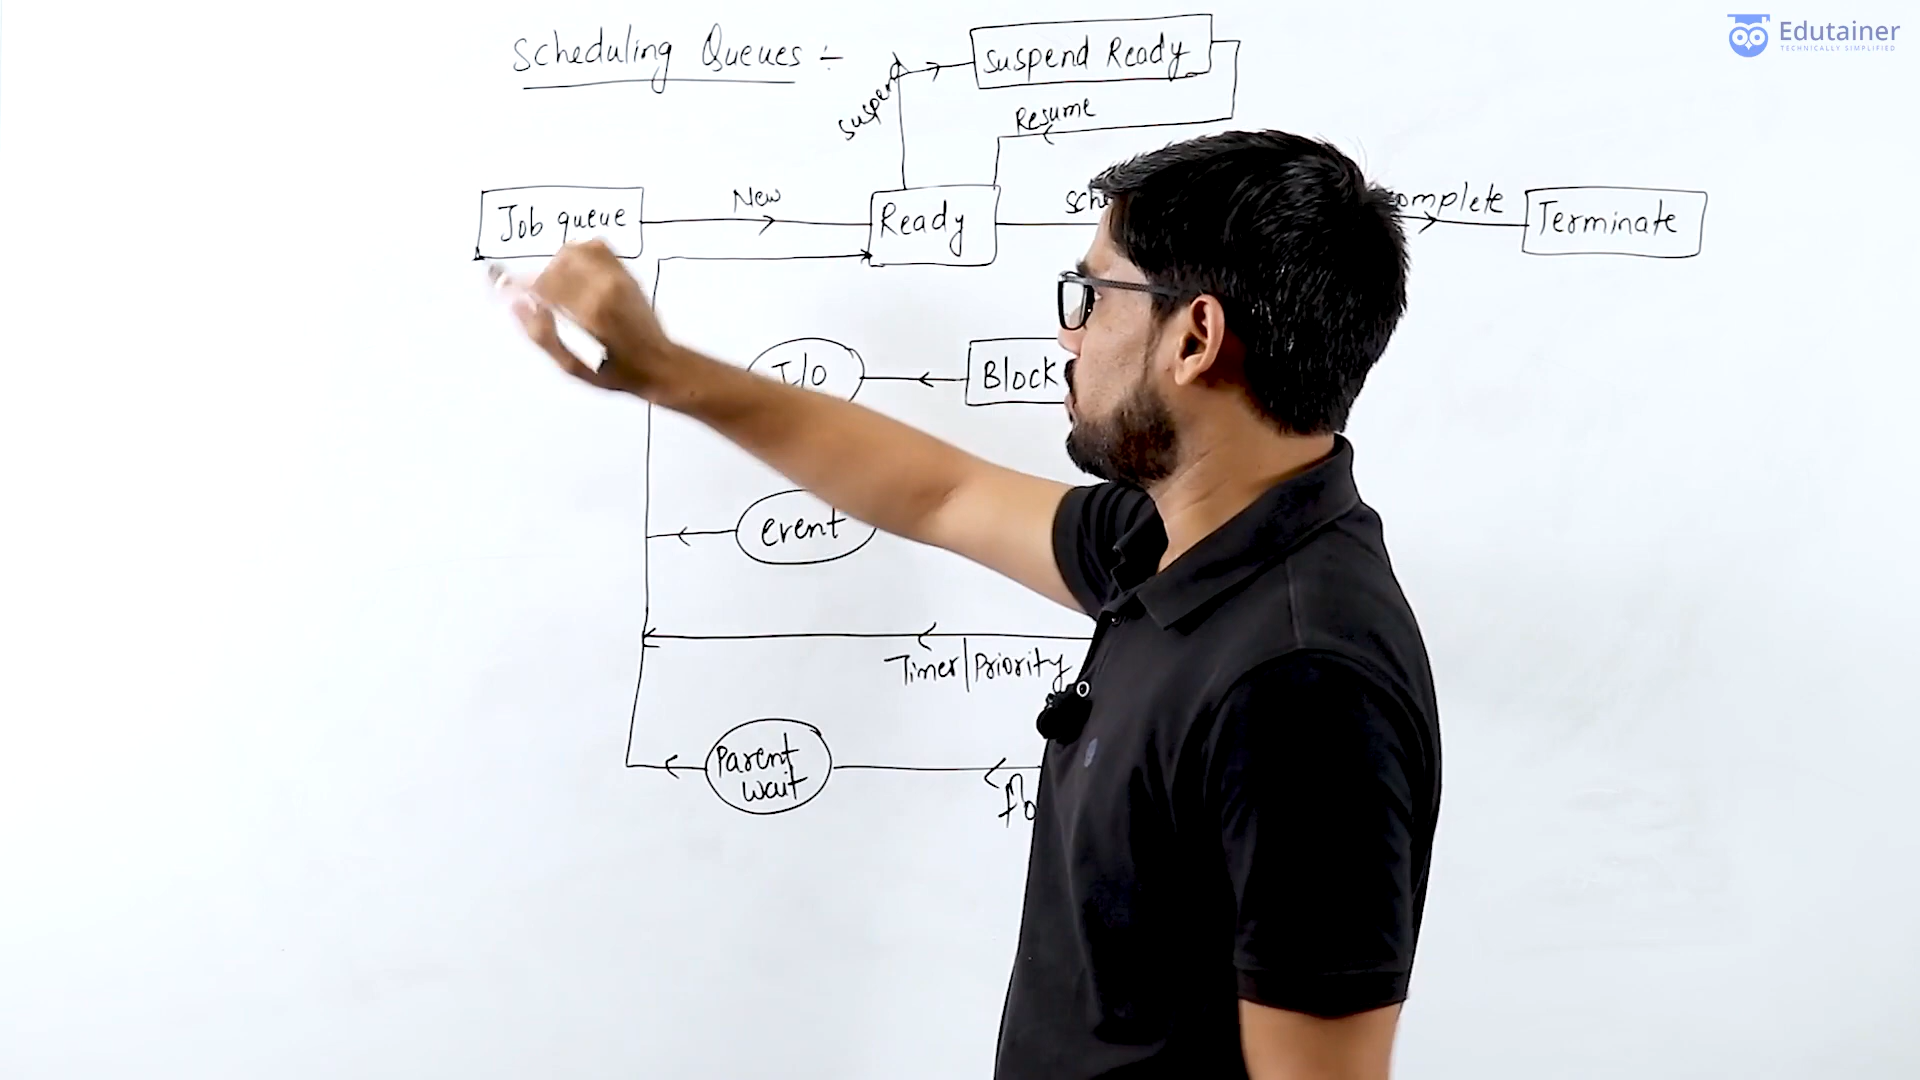 Scheduling Queues :-
Suspend Ready
Edutainer
TECHNICALLY SIMPLIFIED
Suspend
Resume
New
complete
Job queue
Ready
Terminate
I/O
Block
event
Timer/Priority
Parent
wait